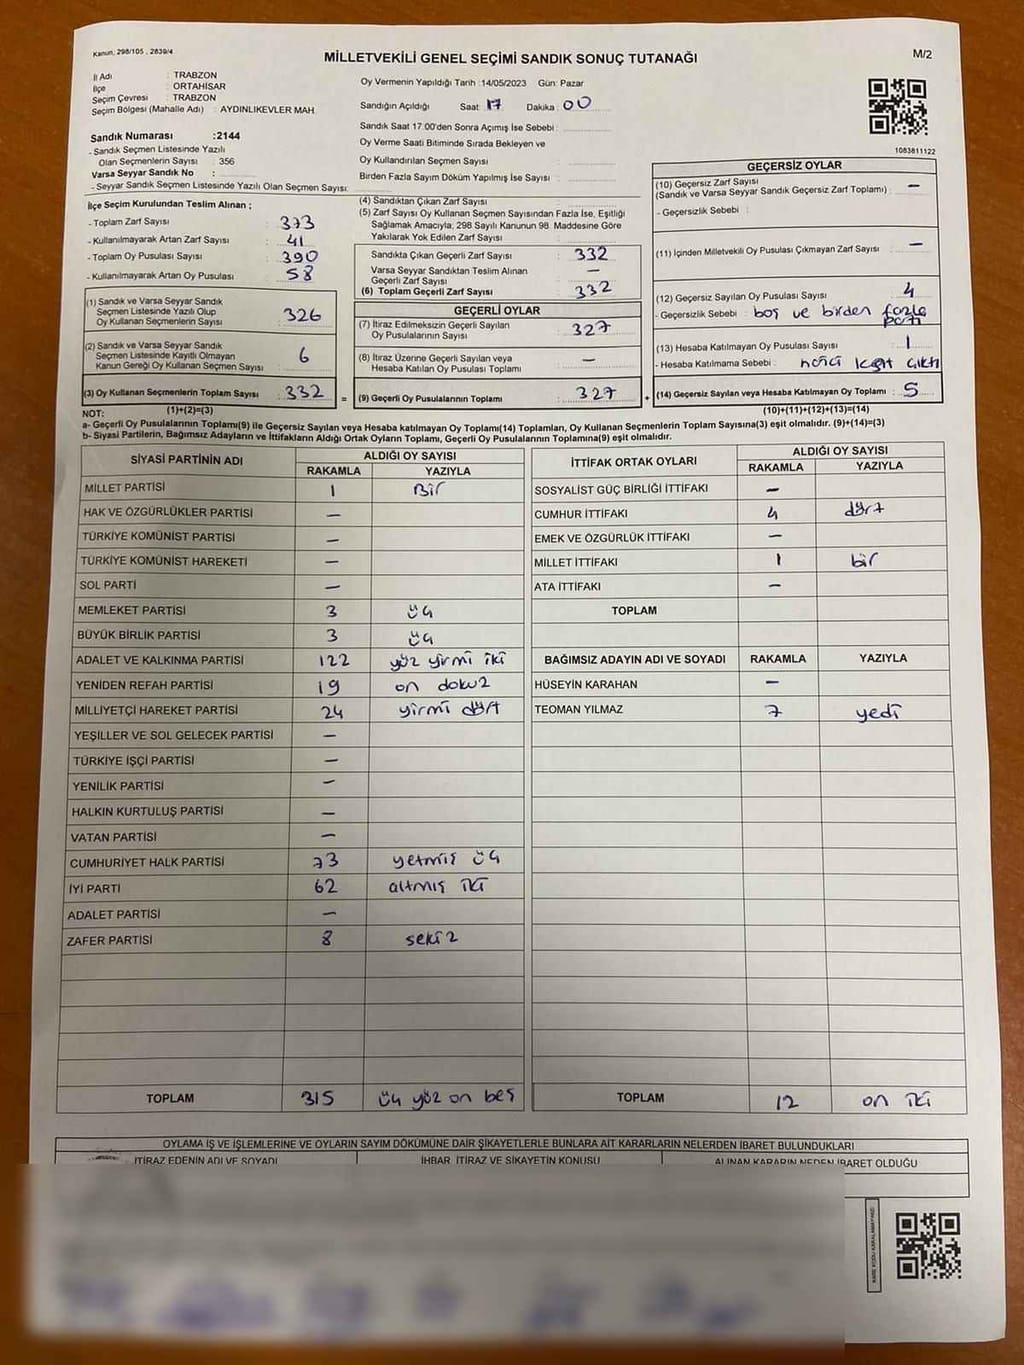 Kanun, 298/105 , 2839/4
MİLLETVEKİLİ GENEL SEÇİMİ SANDIK SONUÇ TUTANAĞI
M/2
İl Adı : TRABZON
İlçe : ORTAHİSAR
Seçim Çevresi : TRABZON
Seçim Bölgesi (Mahalle Adı) : AYDINLIKEVLER MAH.
Sandık Numarası :2144
- Sandık Seçmen Listesinde Yazılı
Olan Seçmenlerin Sayısı : 356
Varsa Seyyar Sandık No :
- Seyyar Sandık Seçmen Listesinde Yazılı Olan Seçmen Sayısı:
Oy Vermenin Yapıldığı Tarih :14/05/2023 Gün: Pazar
Sandığın Açıldığı Saat : 17 Dakika : 00
Sandık Saat 17:00'den Sonra Açımış İse Sebebi :
Oy Verme Saati Bitiminde Sırada Bekleyen ve
Oy Kullandırılan Seçmen Sayısı :
Birden Fazla Sayım Döküm Yapılmış İse Sayısı :
1083811122
İlçe Seçim Kurulundan Teslim Alınan ;
- Toplam Zarf Sayısı : 373
- Kullanılmayarak Artan Zarf Sayısı : 41
- Toplam Oy Pusulası Sayısı : 390
- Kullanılmayarak Artan Oy Pusulası : 58
(1) Sandık ve Varsa Seyyar Sandık
Seçmen Listesinde Yazılı Olup
Oy Kullanan Seçmenlerin Sayısı : 326
(2) Sandık ve Varsa Seyyar Sandık
Seçmen Listesinde Kayıtlı Olmayan
Kanun Gereği Oy Kullanan Seçmen Sayısı : 6
(3) Oy Kullanan Seçmenlerin Toplam Sayısı : 332
(1)+(2)=(3)
(4) Sandıktan Çıkan Zarf Sayısı :
(5) Zarf Sayısı Oy Kullanan Seçmen Sayısından Fazla İse, Eşitliği
Sağlamak Amacıyla; 298 Sayılı Kanunun 98. Maddesine Göre
Yakılarak Yok Edilen Zarf Sayısı :
Sandıkta Çıkan Geçerli Zarf Sayısı : 332
Varsa Seyyar Sandıktan Teslim Alınan
Geçerli Zarf Sayısı : —
(6) Toplam Geçerli Zarf Sayısı : 332
GEÇERLİ OYLAR
(7) İtiraz Edilmeksizin Geçerli Sayılan
Oy Pusulalarının Sayısı : 327
(8) İtiraz Üzerine Geçerli Sayılan veya
Hesaba Katılan Oy Pusulası Toplamı : —
= (9) Geçerli Oy Pusulalarının Toplamı : 327
GEÇERSİZ OYLAR
(10) Geçersiz Zarf Sayısı
(Sandık ve Varsa Seyyar Sandık Geçersiz Zarf Toplamı) : —
- Geçersizlik Sebebi :
(11) İçinden Milletvekili Oy Pusulası Çıkmayan Zarf Sayısı : —
(12) Geçersiz Sayılan Oy Pusulası Sayısı : 4
- Geçersizlik Sebebi : boş ve birden fazla
parti
(13) Hesaba Katılmayan Oy Pusulası Sayısı : 1
- Hesaba Katılmama Sebebi : çıktı
+ (14) Geçersiz Sayılan veya Hesaba Katılmayan Oy Toplamı : 5
(10)+(11)+(12)+(13)=(14)
NOT:
a- Geçerli Oy Pusulalarının Toplamı(9) ile Geçersiz Sayılan veya Hesaba katılmayan Oy Toplamı(14) Toplamları, Oy Kullanan Seçmenlerin Toplam Sayısına(3) eşit olmalıdır. (9)+(14)=(3)
b- Siyasi Partilerin, Bağımsız Adayların ve İttifakların Aldığı Ortak Oyların Toplamı, Geçerli Oy Pusulalarının Toplamına(9) eşit olmalıdır.
SİYASİ PARTİNİN ADI ALDIĞI OY SAYISI
RAKAMLA YAZIYLA
MİLLET PARTİSİ 1 Bir
HAK VE ÖZGÜRLÜKLER PARTİSİ —
TÜRKİYE KOMÜNİST PARTİSİ —
TÜRKİYE KOMÜNİST HAREKETİ —
SOL PARTİ —
MEMLEKET PARTİSİ 3 üç
BÜYÜK BİRLİK PARTİSİ 3 üç
ADALET VE KALKINMA PARTİSİ 122 yüz yirmi iki
YENİDEN REFAH PARTİSİ 19 on dokuz
MİLLİYETÇİ HAREKET PARTİSİ 24 yirmi dört
YEŞİLLER VE SOL GELECEK PARTİSİ —
TÜRKİYE İŞÇİ PARTİSİ —
YENİLİK PARTİSİ —
HALKIN KURTULUŞ PARTİSİ —
VATAN PARTİSİ —
CUMHURİYET HALK PARTİSİ 73 yetmiş üç
İYİ PARTİ 62 altmış iki
ADALET PARTİSİ —
ZAFER PARTİSİ 8 sekiz
TOPLAM 315 üç yüz on beş
İTTİFAK ORTAK OYLARI ALDIĞI OY SAYISI
RAKAMLA YAZIYLA
SOSYALİST GÜÇ BİRLİĞİ İTTİFAKI —
CUMHUR İTTİFAKI 4 dört
EMEK VE ÖZGÜRLÜK İTTİFAKI —
MİLLET İTTİFAKI 1 bir
ATA İTTİFAKI —
TOPLAM
BAĞIMSIZ ADAYIN ADI VE SOYADI RAKAMLA YAZIYLA
HÜSEYİN KARAHAN —
TEOMAN YILMAZ 7 yedi
TOPLAM 12 on iki
OYLAMA İŞ VE İŞLEMLERİNE VE OYLARIN SAYIM DÖKÜMÜNE DAİR ŞİKAYETLERLE BUNLARA AİT KARARLARIN NELERDEN İBARET BULUNDUKLARI
İTİRAZ EDENİN ADI VE SOYADI İHBAR, İTİRAZ VE ŞİKAYETİN KONUSU ALINAN KARARIN NEDEN İBARET OLDUĞU
KARE KODU KARALAMAYINIZ!